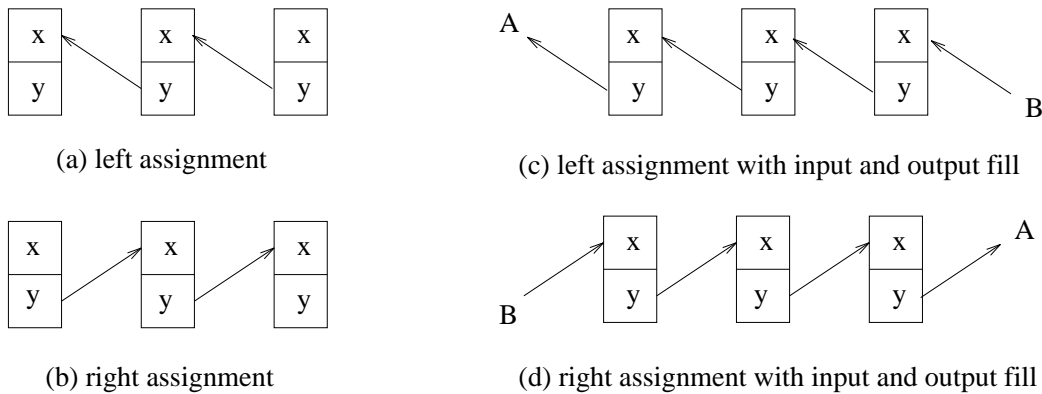 x x x
y y y
(a) left assignment
A x x x
y y y B
(c) left assignment with input and output fill
x x x
y y y
(b) right assignment
x x x A
B y y y
(d) right assignment with input and output fill